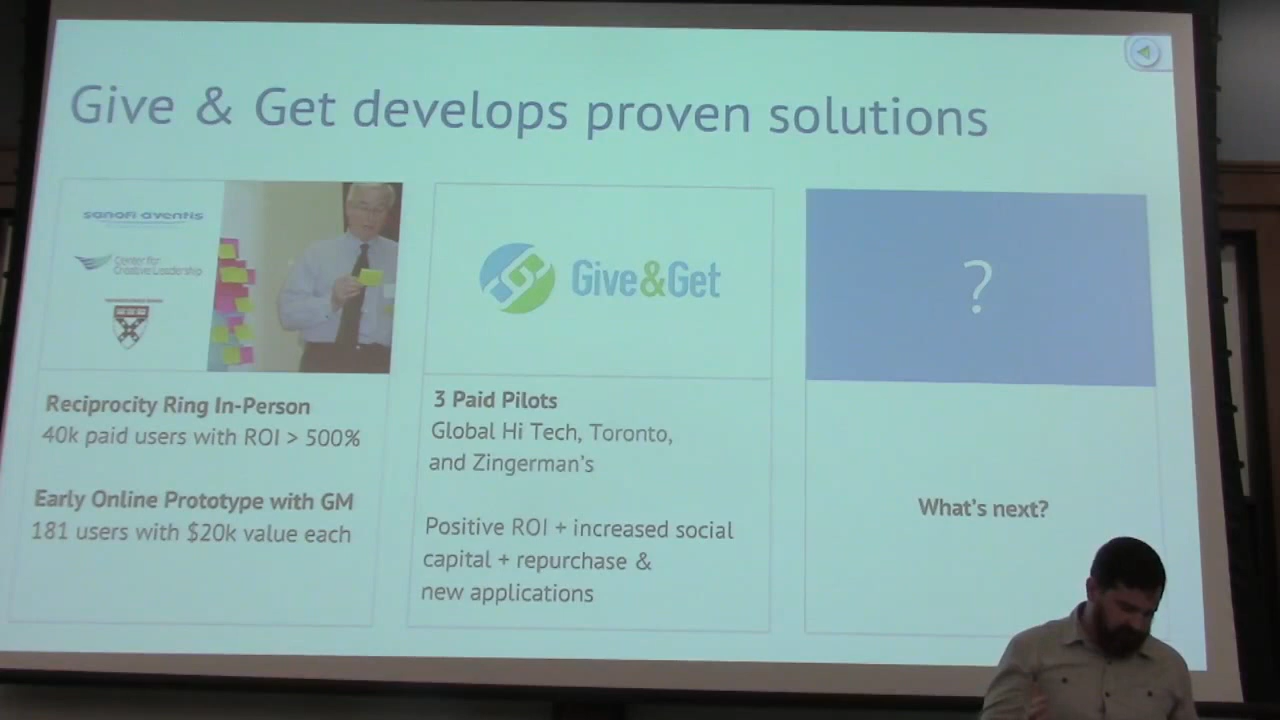 Give & Get develops proven solutions
sanofi aventis
Center for
Creative Leadership
Give&Get
?
Reciprocity Ring In-Person
40k paid users with ROI > 500%
Early Online Prototype with GM
181 users with $20k value each
3 Paid Pilots
Global Hi Tech, Toronto,
and Zingerman's
Positive ROI + increased social
capital + repurchase &
new applications
What's next?